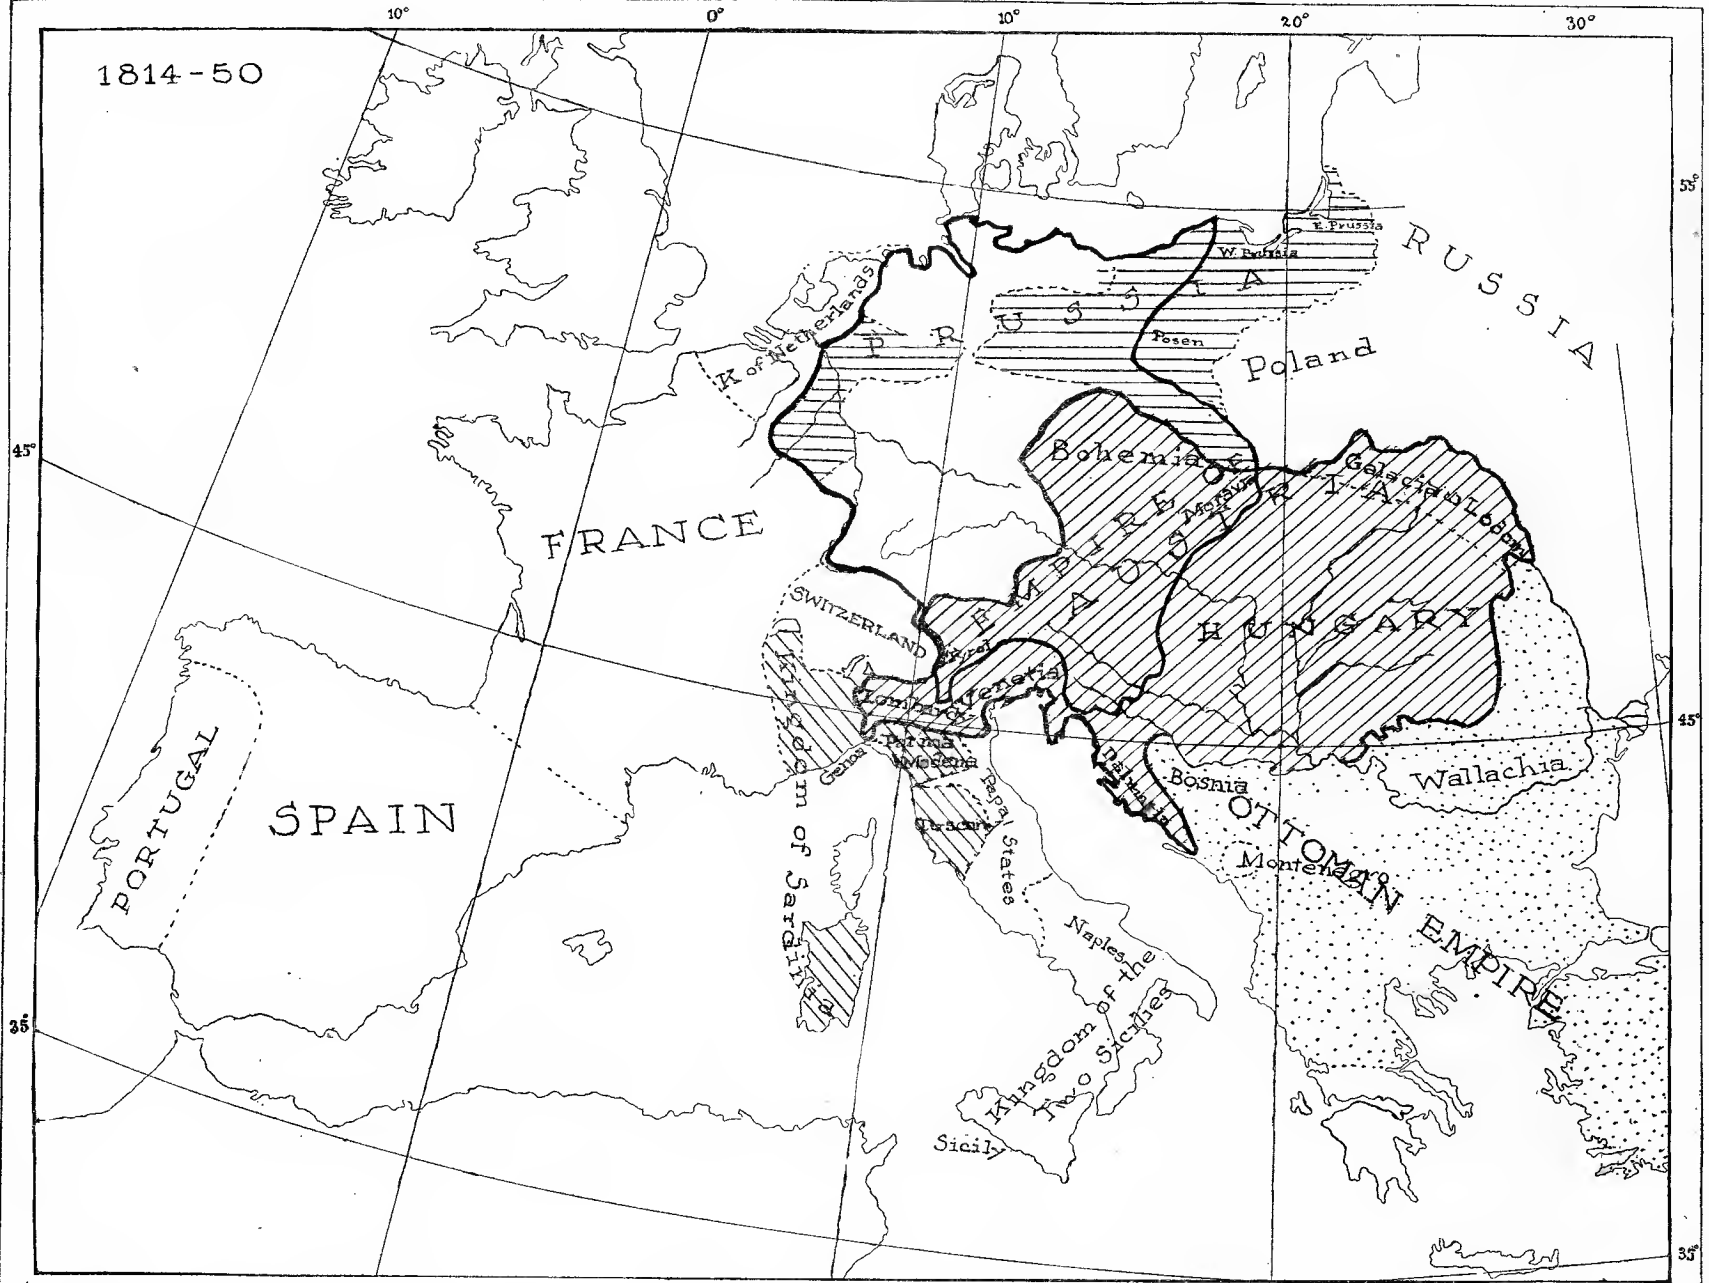 10° 0° 10° 20° 30°
1814-50
55°
E. Prussia
W. Prussia
RUSSIA
K of Netherlands
PRUSSIA
Posen
Poland
45°
Bohemia
Moravia
FRANCE
EMPIRE OF
AUSTRIA
SWITZERLAND
Tyrol
HUNGARY
Lombardy
Venetia
45°
Parma
Modena
Genoa
Kingdom of Sardinia
Papal States
Dalmatia
Bosnia
Wallachia
PORTUGAL
SPAIN
OTTOMAN EMPIRE
Montenegro
Naples
35°
Kingdom of the
Two Sicilies
Sicily
35°